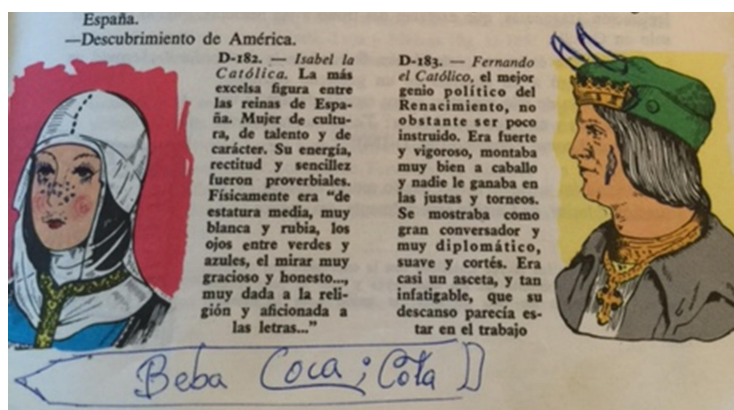 España.
—Descubrimiento de América.
D-182. — Isabel la
Católica. La más
excelsa figura entre
las reinas de Espa-
ña. Mujer de cultu-
ra, de talento y de
carácter. Su energía,
rectitud y sencillez
fueron proverbiales.
Físicamente era “de
estatura media, muy
blanca y rubia, los
ojos entre verdes y
azules, el mirar muy
gracioso y honesto...,
muy dada a la reli-
gión y aficionada a
las letras...”
D-183. — Fernando
el Católico, el mejor
genio político del
Renacimiento, no
obstante ser poco
instruido. Era fuerte
y vigoroso, montaba
muy bien a caballo
y nadie le ganaba en
las justas y torneos.
Se mostraba como
gran conversador y
muy diplomático,
suave y cortés. Era
casi un asceta, y tan
infatigable, que su
descanso parecía es-
tar en el trabajo
Beba Coca Cola